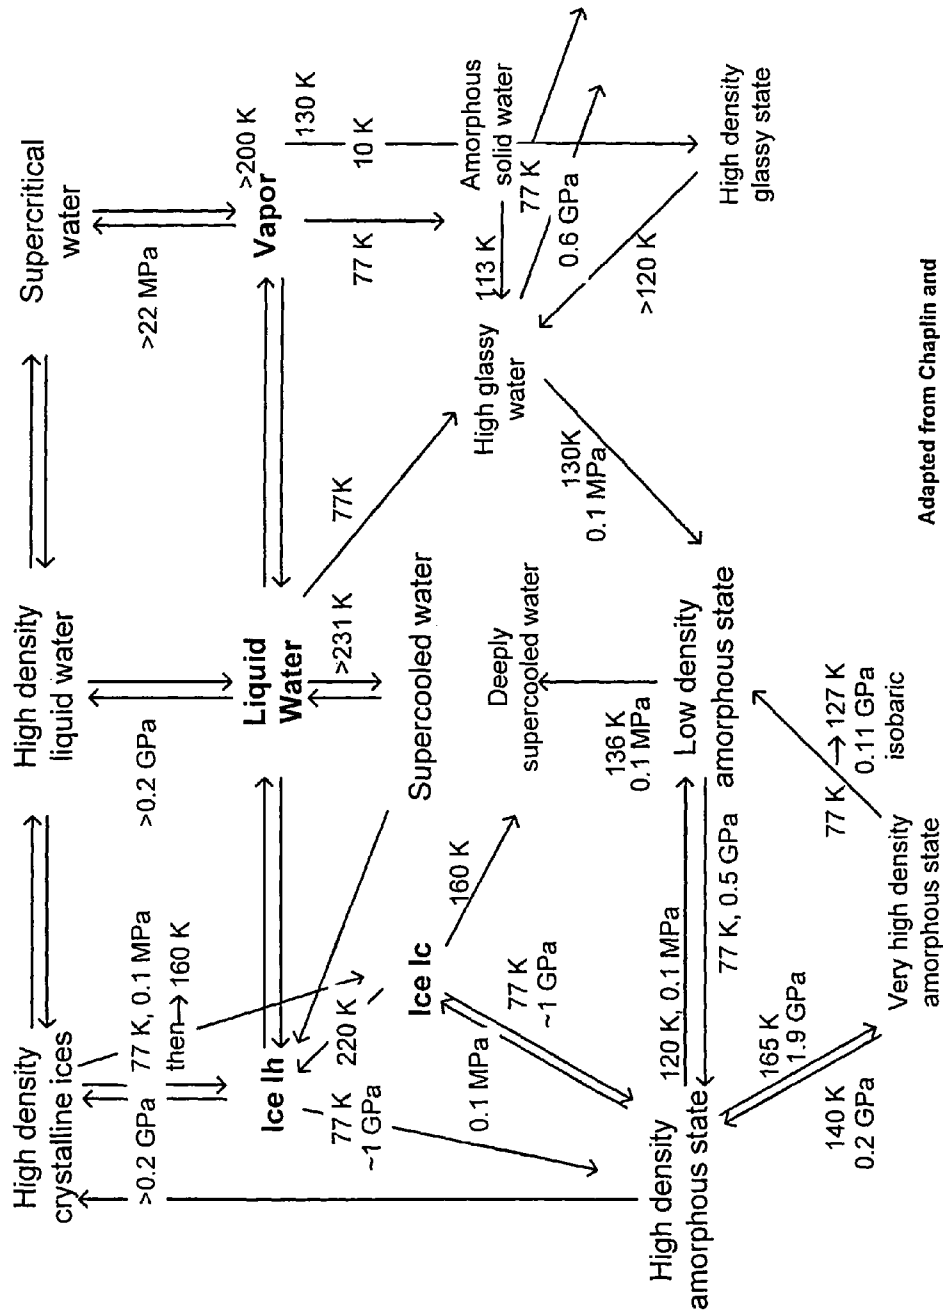 High density
crystalline ices
High density
liquid water
Supercritical
water
>0.2 GPa
77 K, 0.1 MPa
then→160 K
>0.2 GPa
>22 MPa
Ice Ih
Liquid
Water
Vapor
>200 K
77 K
~1 GPa
220 K
>231 K
77K
77 K
10 K
130 K
Ice Ic
Supercooled water
160 K
0.1 MPa
77 K
~1 GPa
Deeply
supercooled water
High glassy
water
113 K
Amorphous
solid water
77 K
0.6 GPa
130K
0.1 MPa
>120 K
136 K
0.1 MPa
High density
amorphous state
120 K, 0.1 MPa
77 K, 0.5 GPa
Low density
amorphous state
High density
glassy state
165 K
1.9 GPa
140 K
0.2 GPa
77 K → 127 K
0.11 GPa
isobaric
Very high density
amorphous state
Adapted from Chaplin and